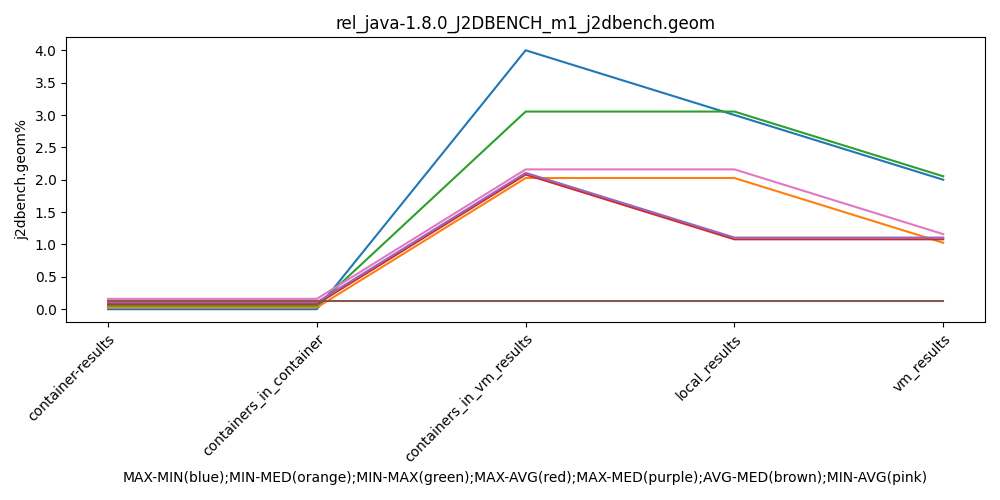 rel_java-1.8.0_J2DBENCH_m1_j2dbench.geom
j2dbench.geom%
4.0
3.5
3.0
2.5
2.0
1.5
1.0
0.5
0.0
container-results
containers_in_container
containers_in_vm_results
local_results
vm_results
MAX-MIN(blue);MIN-MED(orange);MIN-MAX(green);MAX-AVG(red);MAX-MED(purple);AVG-MED(brown);MIN-AVG(pink)